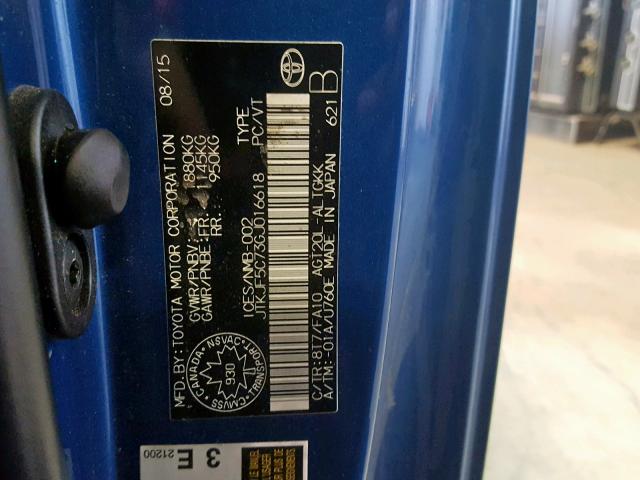 MFD.BY:TOYOTA MOTOR CORPORATION 08/15
GVWR/PNBV 1880KG
GAWR/PNBE:FR. 1145KG
RR. 950KG
ICES/NMB-002 TYPE
JTKJF5C73GJ016618 PC/VT
CANADA NSVAC
930
CMVSS TRANSPORT
C/TR:8T7/FA10 AGT20L-ALTGKK 621
A/TM:-01A/U760E MADE IN JAPAN
B
3 E
21200